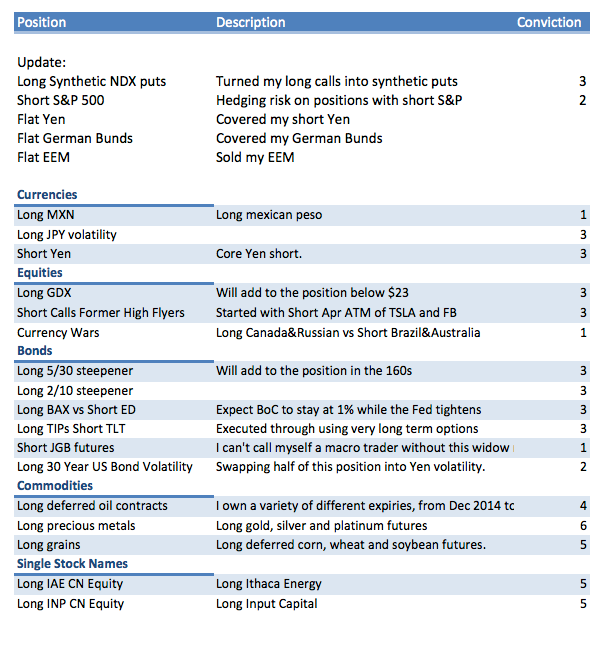 Position Description Conviction
Update:
Long Synthetic NDX puts Turned my long calls into synthetic puts 3
Short S&P 500 Hedging risk on positions with short S&P 2
Flat Yen Covered my short Yen
Flat German Bunds Covered my German Bunds
Flat EEM Sold my EEM
Currencies
Long MXN Long mexican peso 1
Long JPY volatility 3
Short Yen Core Yen short. 3
Equities
Long GDX Will add to the position below $23 3
Short Calls Former High Flyers Started with Short Apr ATM of TSLA and FB 3
Currency Wars Long Canada&Russian vs Short Brazil&Australia 1
Bonds
Long 5/30 steepener Will add to the position in the 160s 3
Long 2/10 steepener 3
Long BAX vs Short ED Expect BoC to stay at 1% while the Fed tightens 3
Long TIPs Short TLT Executed through using very long term options 3
Short JGB futures I can't call myself a macro trader without this widow 1
Long 30 Year US Bond Volatility Swapping half of this position into Yen volatility. 2
Commodities
Long deferred oil contracts I own a variety of different expiries, from Dec 2014 to 4
Long precious metals Long gold, silver and platinum futures 6
Long grains Long deferred corn, wheat and soybean futures. 5
Single Stock Names
Long IAE CN Equity Long Ithaca Energy 5
Long INP CN Equity Long Input Capital 5